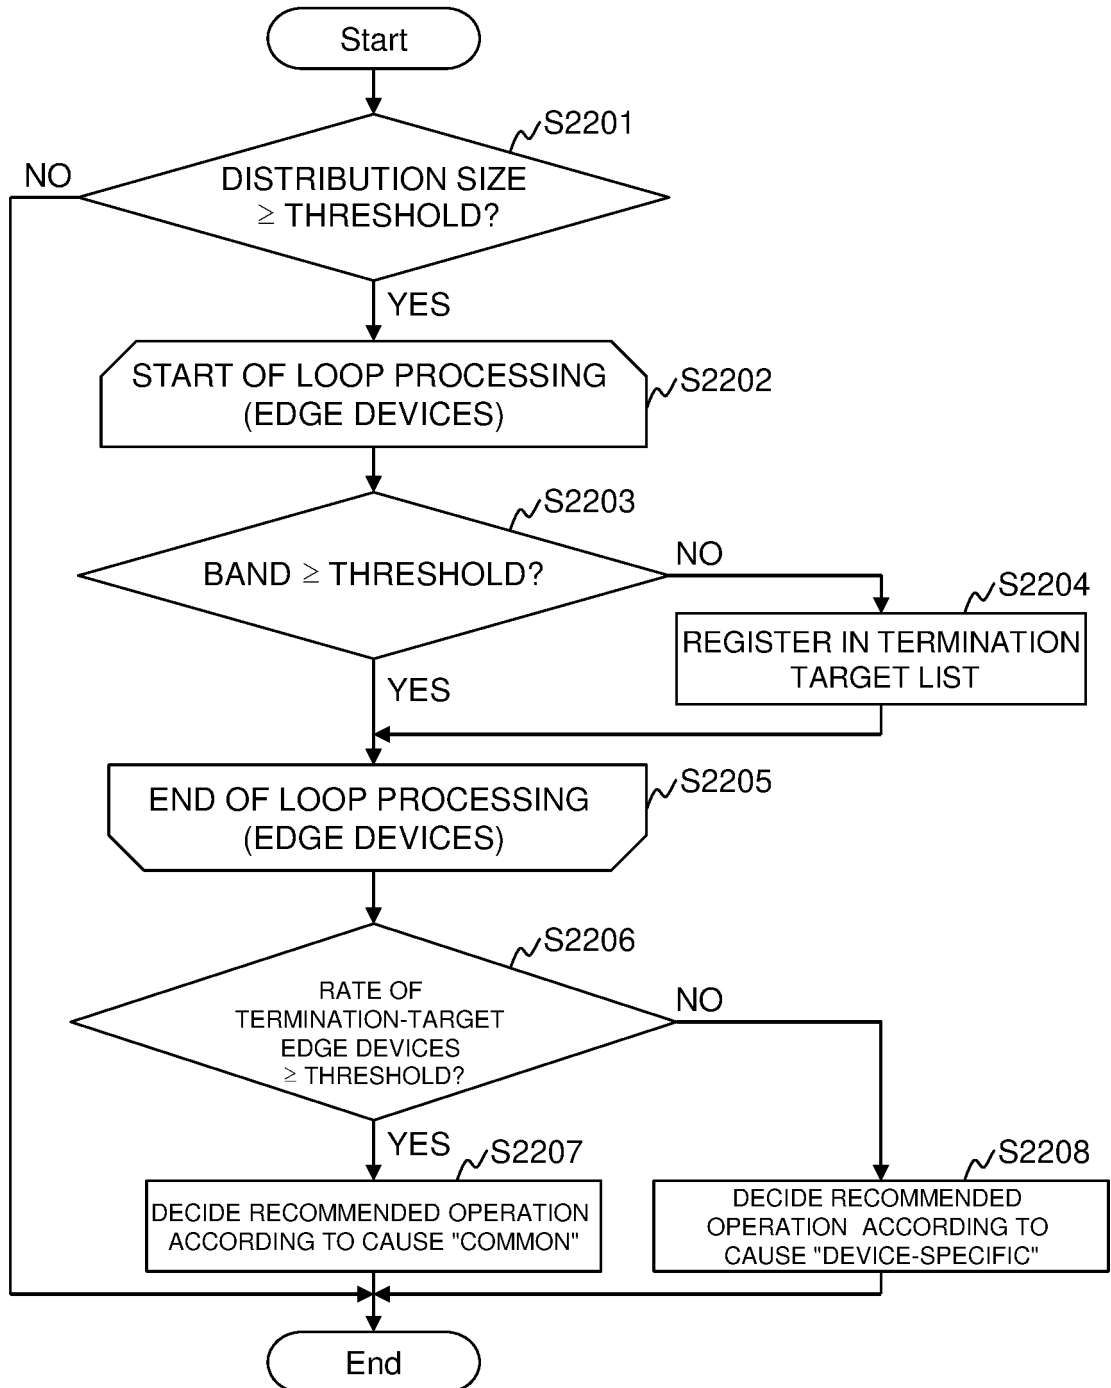 Start
S2201
NO
DISTRIBUTION SIZE
≥ THRESHOLD?
YES
START OF LOOP PROCESSING
(EDGE DEVICES)
S2202
S2203
BAND ≥ THRESHOLD?
NO
S2204
REGISTER IN TERMINATION
TARGET LIST
YES
END OF LOOP PROCESSING
(EDGE DEVICES)
S2205
S2206
RATE OF
TERMINATION-TARGET
EDGE DEVICES
≥ THRESHOLD?
NO
YES
S2207
DECIDE RECOMMENDED OPERATION
ACCORDING TO CAUSE "COMMON"
S2208
DECIDE RECOMMENDED
OPERATION ACCORDING TO
CAUSE "DEVICE-SPECIFIC"
End